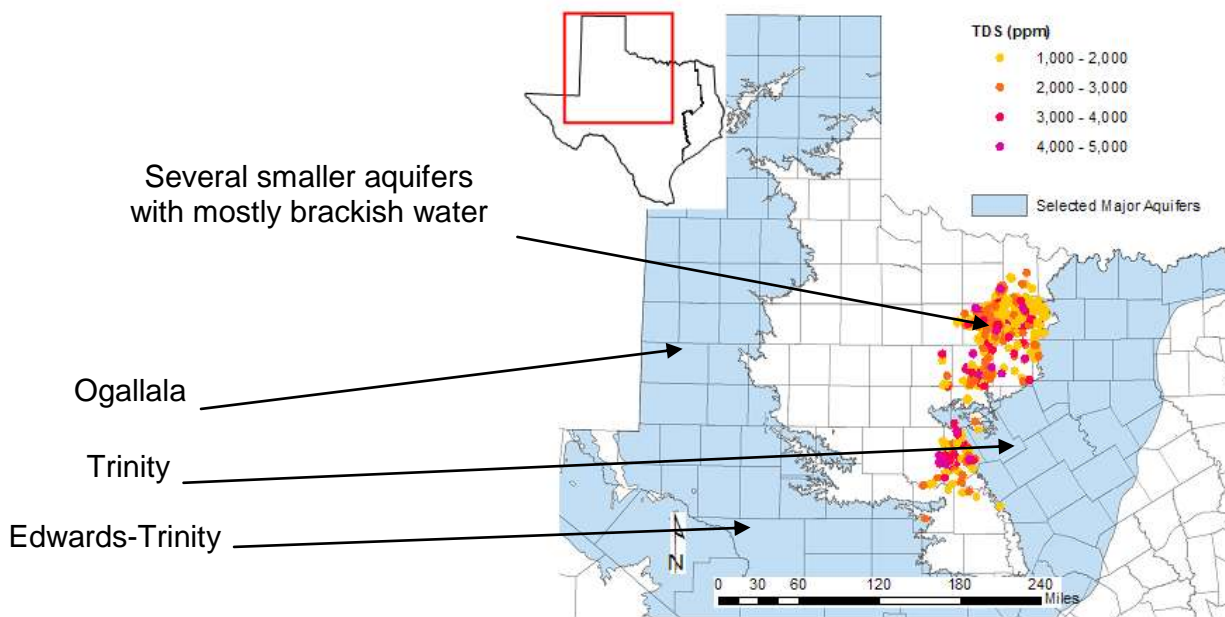 TDS (ppm)
1,000 - 2,000
2,000 - 3,000
3,000 - 4,000
4,000 - 5,000
Selected Major Aquifers
Several smaller aquifers
with mostly brackish water
Ogallala
Trinity
Edwards-Trinity
N
0 30 60 120 180 240
Miles